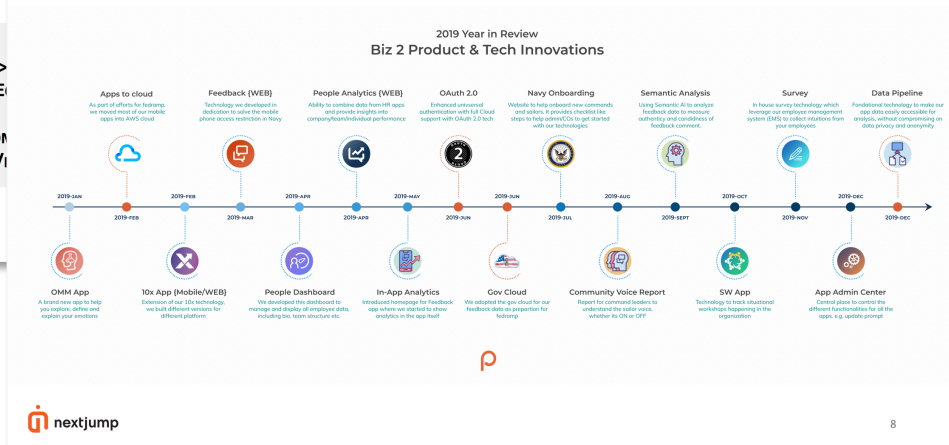 2019 Year in Review
Biz 2 Product & Tech Innovations
Apps to cloud
As part of efforts for fedramp,
we moved most of our mobile
apps into AWS cloud
Feedback {WEB}
Technology we developed in
dedication to solve the mobile
phone access restriction in Navy
People Analytics {WEB}
Ability to combine data from HR apps
and provide insights into
company/team/individual performance
OAuth 2.0
Enhanced universal
authentication with full Cloud
support with OAuth 2.0 tech
Navy Onboarding
Website to help onboard new commands
and sailors. It provides checklist like
steps to help admin/COs to get started
with our technologies
Semantic Analysis
Using Semantic AI to analyze
feedback data to measure
authenticy and candidness of
feedback comment.
Survey
In house survey technology which
leverage our employee management
system (EMS) to collect intuitions from
your employees
Data Pipeline
Fondational technology to make our
app data easily accessible for
analysis, without compromising on
data privacy and anonymity
2
2019-JAN
2019-FEB
2019-FEB
2019-MAR
2019-APR
2019-APR
2019-MAY
2019-JUN
2019-JUN
2019-JUL
2019-AUG
2019-SEPT
2019-OCT
2019-NOV
2019-DEC
2019-DEC
OMM App
A brand new app to help
you explore, define and
explain your emotions
10x App {Mobile/WEB}
Extension of our 10x technology,
we built different versions for
different platform
People Dashboard
We developed this dashboard to
manage and display all employee data,
including bio, team structure etc.
In-App Analytics
Introduced homepage for Feedback
app where we started to show
analytics in the app itself
Gov Cloud
We adopted the gov cloud for our
feedback data as prepartion for
fedramp
Community Voice Report
Report for command leaders to
understand the sailor voice,
whether its ON or OFF
SW App
Technology to track situational
workshops happening in the
organization
App Admin Center
Central place to control the
different functionalities for all the
apps. e.g, update prompt
nextjump
8